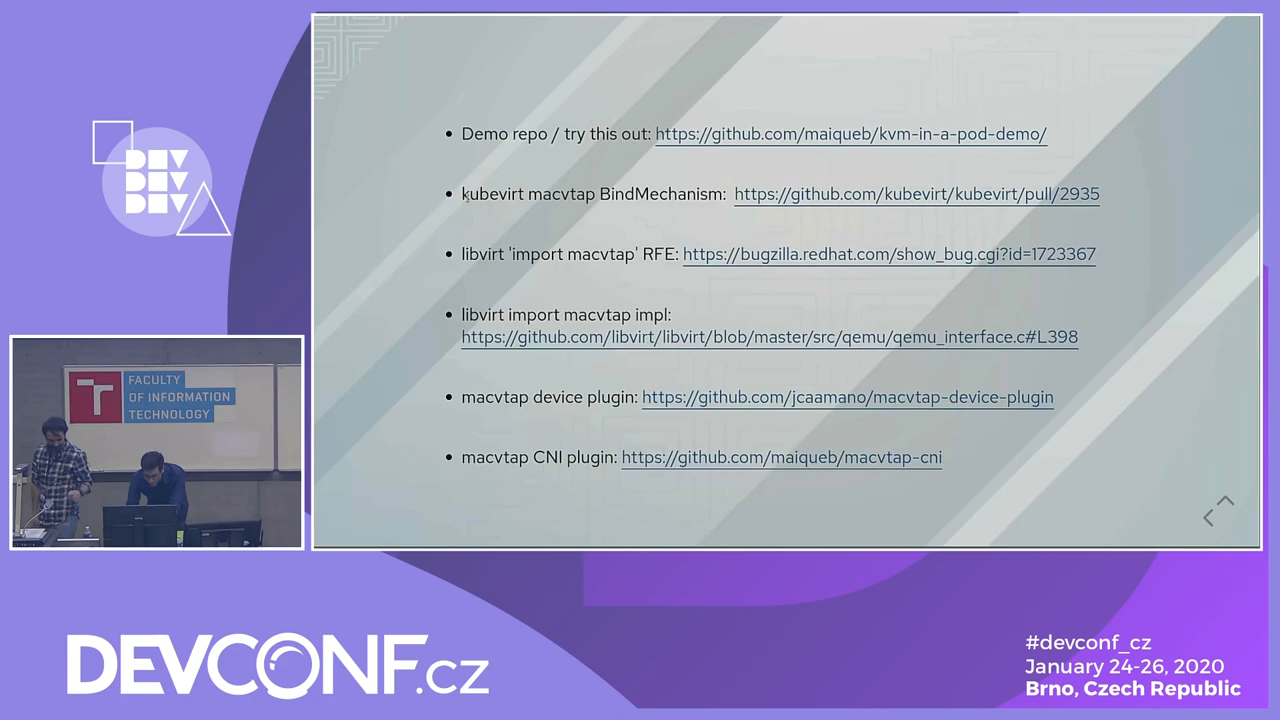 DEV
DEV
DEV
Demo repo / try this out: https://github.com/maiqueb/kvm-in-a-pod-demo/
kubevirt macvtap BindMechanism: https://github.com/kubevirt/kubevirt/pull/2935
libvirt 'import macvtap' RFE: https://bugzilla.redhat.com/show_bug.cgi?id=1723367
libvirt import macvtap impl:
https://github.com/libvirt/libvirt/blob/master/src/qemu/qemu_interface.c#L398
macvtap device plugin: https://github.com/jcaamano/macvtap-device-plugin
macvtap CNI plugin: https://github.com/maiqueb/macvtap-cni
FACULTY
OF INFORMATION
TECHNOLOGY
DEVCONF.cz
#devconf_cz
January 24-26, 2020
Brno, Czech Republic